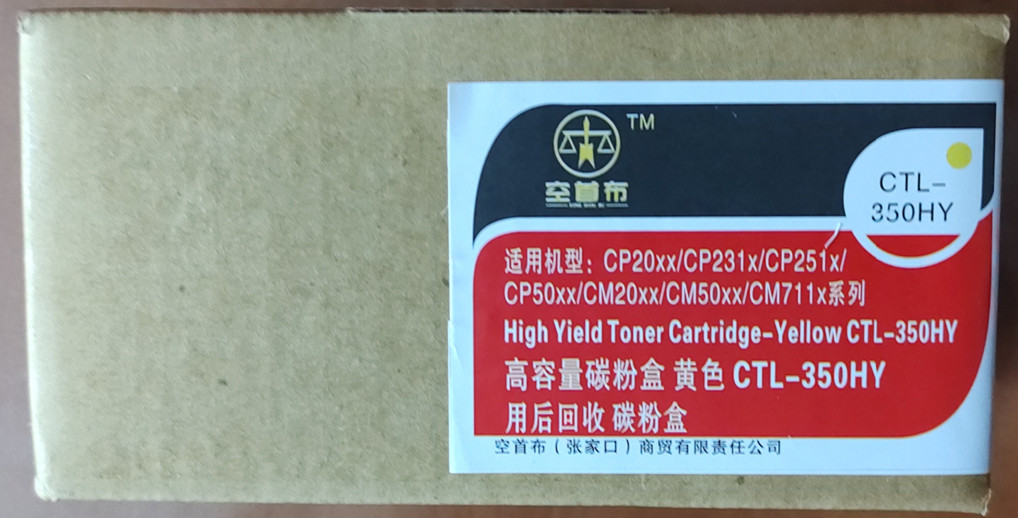 TM
空首布
CTL-
350HY
适用机型：CP20xx/CP231x/CP251x/
CP50xx/CM20xx/CM50xx/CM711x系列
High Yield Toner Cartridge-Yellow CTL-350HY
高容量碳粉盒 黄色 CTL-350HY
用后回收 碳粉盒
空首布（张家口）商贸有限责任公司